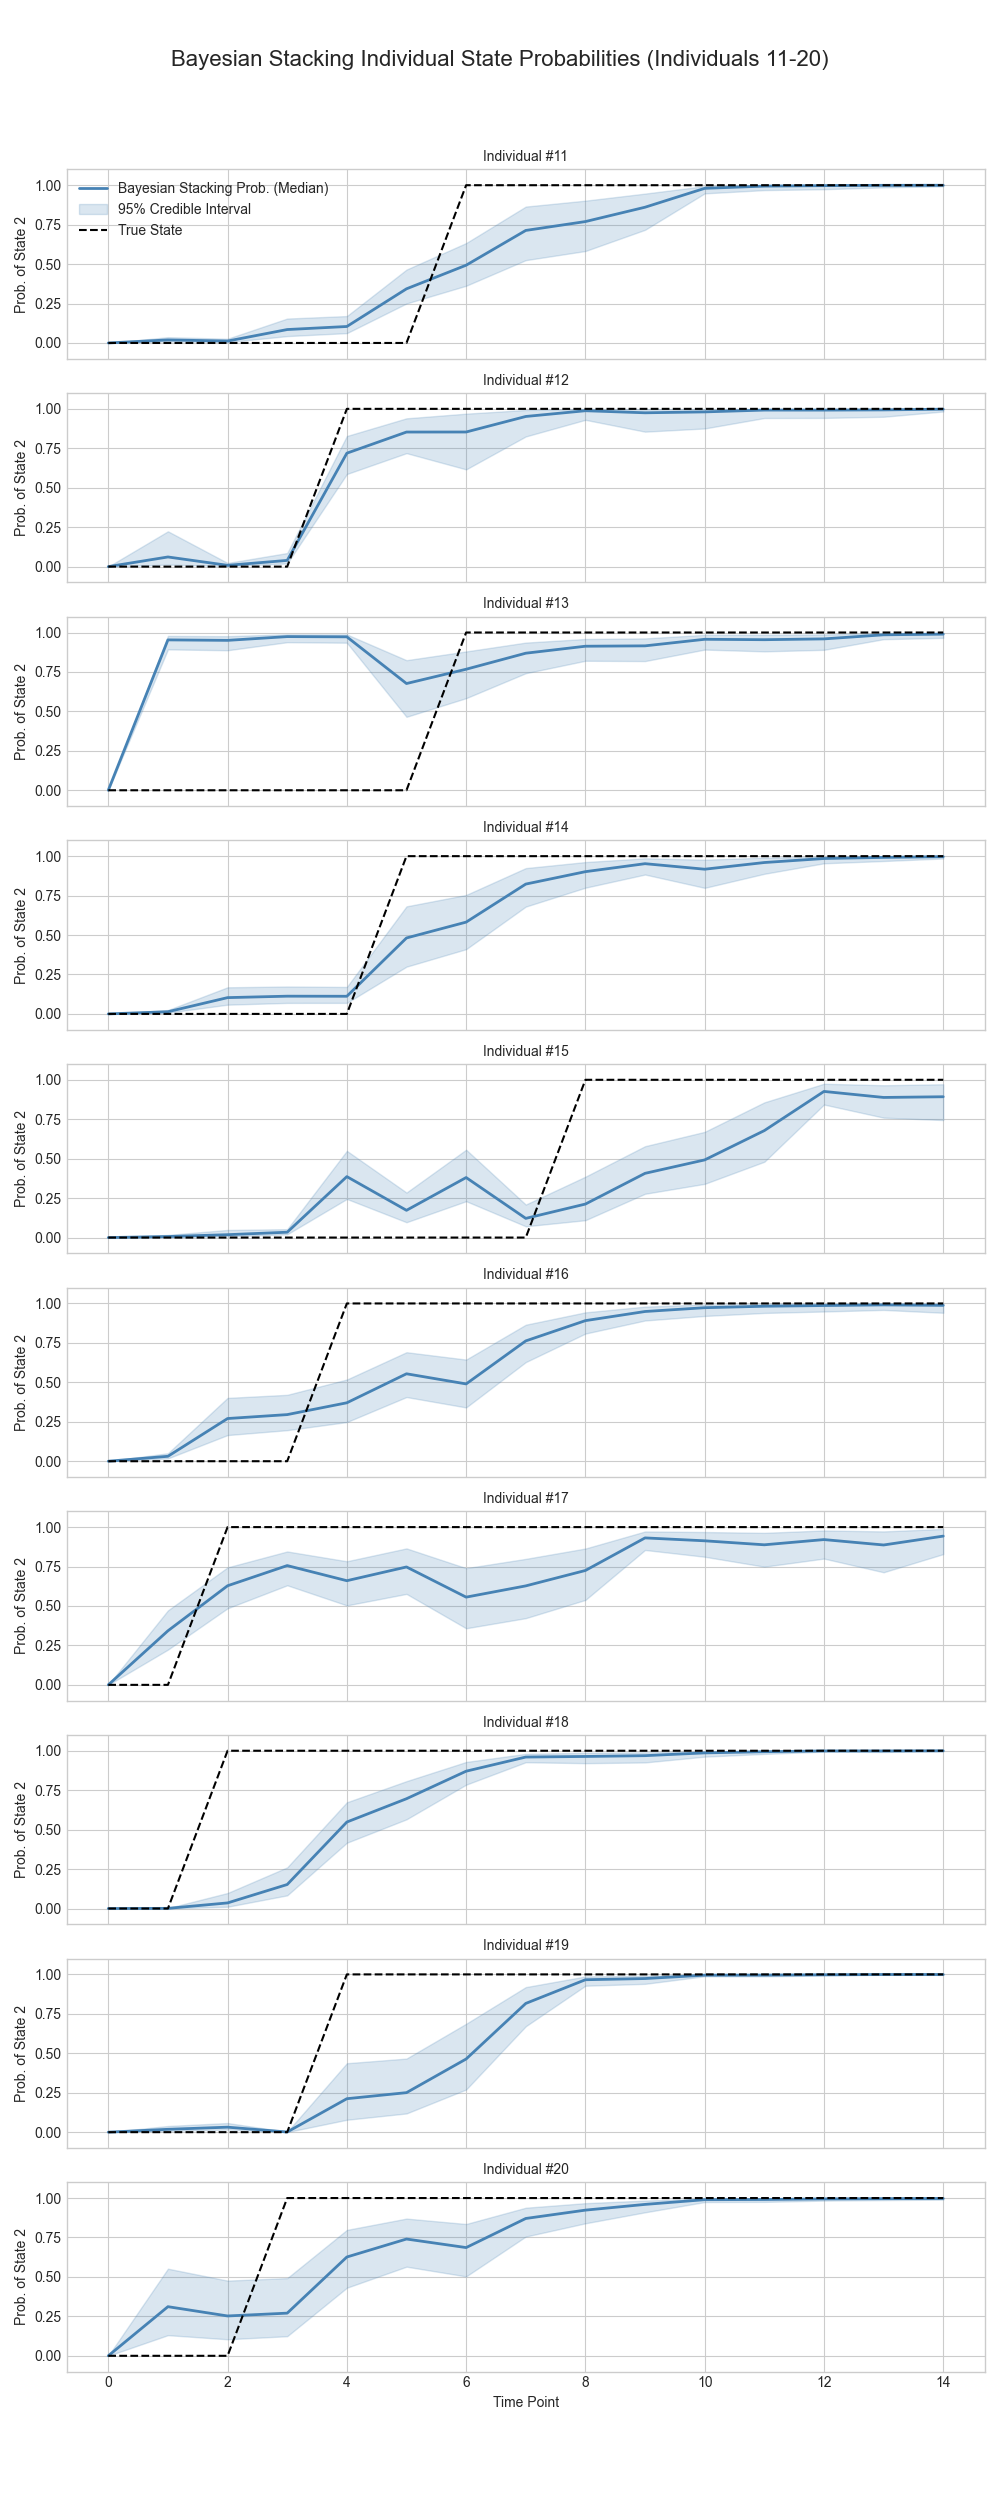 Bayesian Stacking Individual State Probabilities (Individuals 11-20)
Individual #11
Prob. of State 2
1.00
0.75
0.50
0.25
0.00
Bayesian Stacking Prob. (Median)
95% Credible Interval
True State
Individual #12
Prob. of State 2
1.00
0.75
0.50
0.25
0.00
Individual #13
Prob. of State 2
1.00
0.75
0.50
0.25
0.00
Individual #14
Prob. of State 2
1.00
0.75
0.50
0.25
0.00
Individual #15
Prob. of State 2
1.00
0.75
0.50
0.25
0.00
Individual #16
Prob. of State 2
1.00
0.75
0.50
0.25
0.00
Individual #17
Prob. of State 2
1.00
0.75
0.50
0.25
0.00
Individual #18
Prob. of State 2
1.00
0.75
0.50
0.25
0.00
Individual #19
Prob. of State 2
1.00
0.75
0.50
0.25
0.00
Individual #20
Prob. of State 2
1.00
0.75
0.50
0.25
0.00
0 2 4 6 8 10 12 14
Time Point